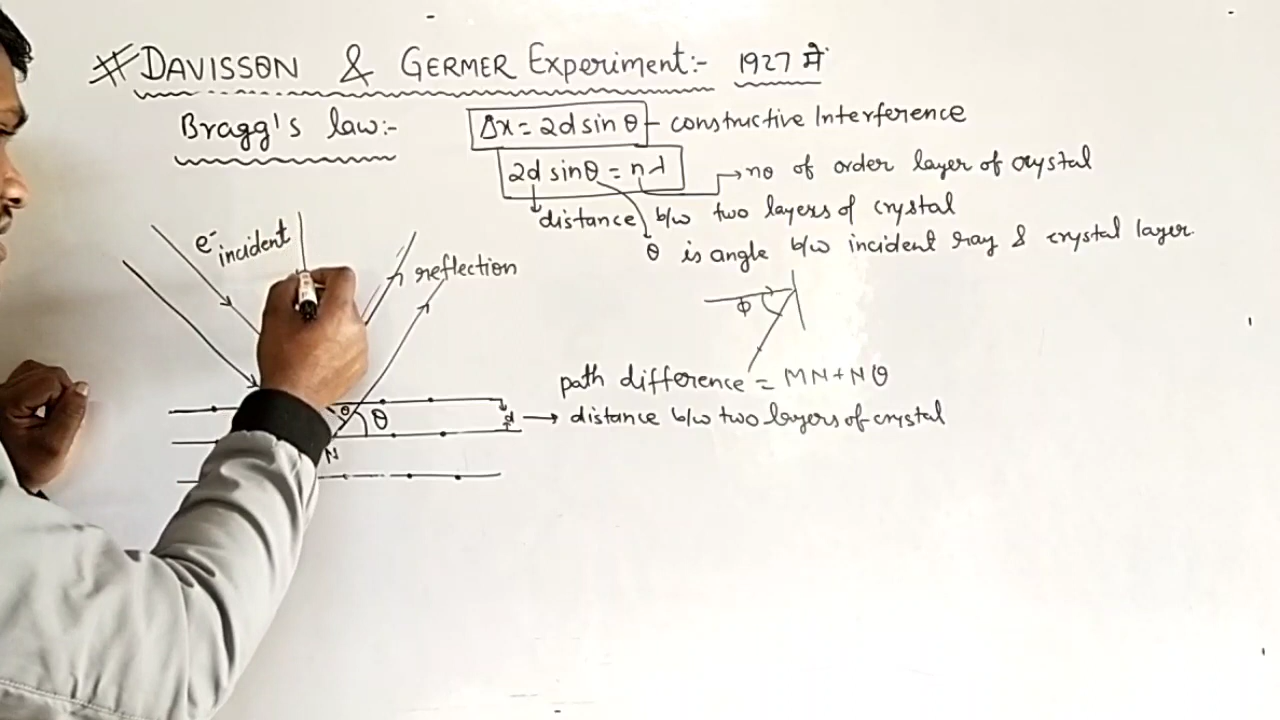 # DAVISSON & GERMER Experiment:- 1927 में
Bragg's law:-
Δx = 2d sin θ - constructive Interference
2d sinθ = nλ → no of order layer of crystal
distance b/w two layers of crystal
θ is angle b/w incident ray & crystal layer.
e⁻ incident
reflection
ϕ
path difference = MN + NO
θ θ d → distance b/w two layers of crystal
N